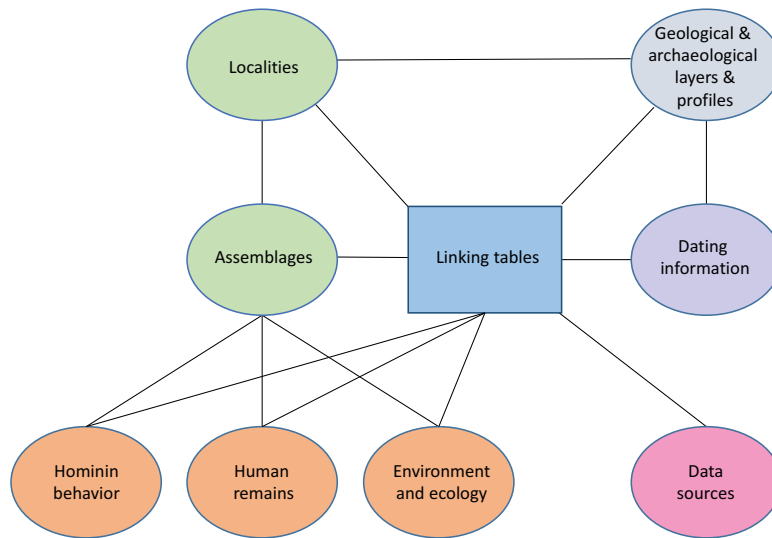 Localities
Geological &
archaeological
layers &
profiles
Assemblages
Linking tables
Dating
information
Hominin
behavior
Human
remains
Environment
and ecology
Data
sources